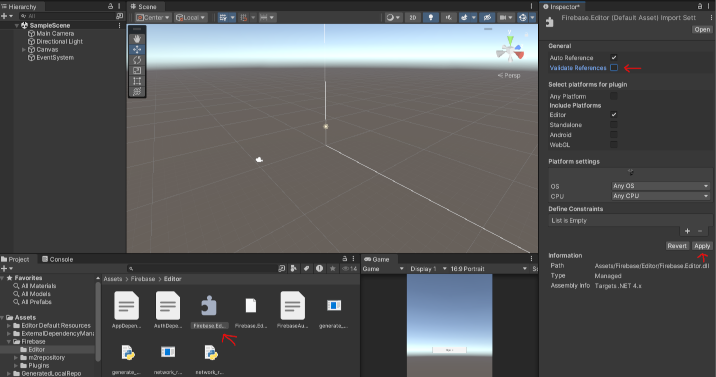 Hierarchy
All
SampleScene
Main Camera
Directional Light
Canvas
EventSystem
Scene
Center
Local
2D
Persp
Inspector*
Firebase.Editor (Default Asset) Import Sett
Open
General
Auto Reference
Validate References
Select platforms for plugin
Any Platform
Include Platforms
Editor
Standalone
Android
WebGL
Platform settings
OS Any OS
CPU Any CPU
Define Constraints
List is Empty
Revert Apply
Information
Path Assets/Firebase/Editor/Firebase.Editor.dll
Type Managed
Assembly Info Targets .NET 4.x
Project Console
14
Favorites
All Materials
All Models
All Prefabs
Assets
Editor Default Resources
ExternalDependencyMana
Firebase
Editor
m2repository
Plugins
GeneratedLocalRepo
Assets > Firebase > Editor
AppDepen... AuthDepe... Firebase.Ed... Firebase.Ed... FirebaseAu... generate_...
generate_... network_r... network_r...
Game
Game Display 1 16:9 Portrait Sc